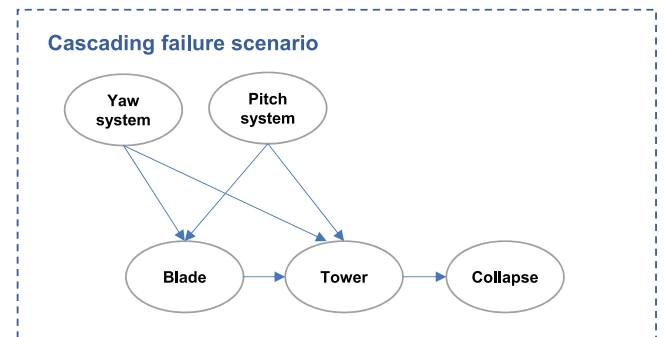 Cascading failure scenario
Yaw
system
Pitch
system
Blade
Tower
Collapse